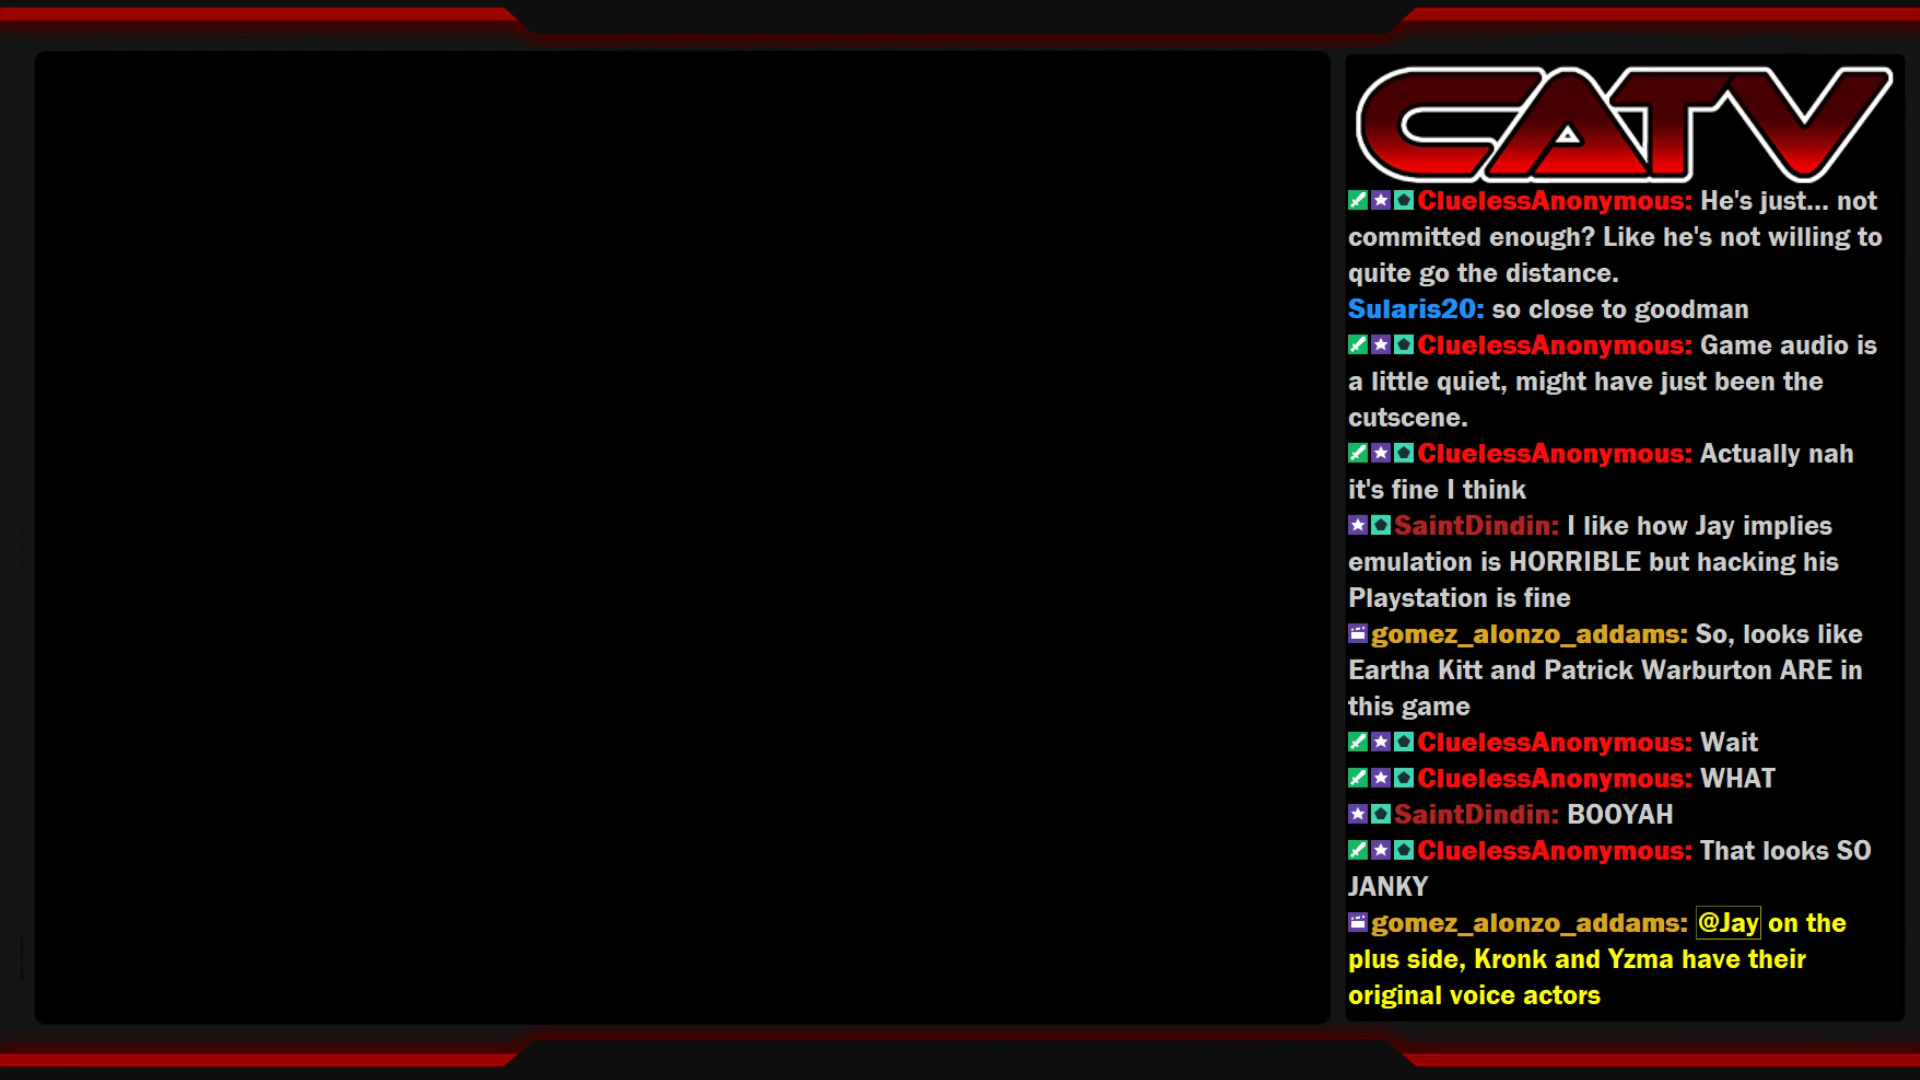 CATV
CluelessAnonymous: He's just... not
committed enough? Like he's not willing to
quite go the distance.
Sularis20: so close to goodman
CluelessAnonymous: Game audio is
a little quiet, might have just been the
cutscene.
CluelessAnonymous: Actually nah
it's fine I think
SaintDindin: I like how Jay implies
emulation is HORRIBLE but hacking his
Playstation is fine
gomez_alonzo_addams: So, looks like
Eartha Kitt and Patrick Warburton ARE in
this game
CluelessAnonymous: Wait
CluelessAnonymous: WHAT
SaintDindin: BOOYAH
CluelessAnonymous: That looks SO
JANKY
gomez_alonzo_addams: @Jay on the
plus side, Kronk and Yzma have their
original voice actors